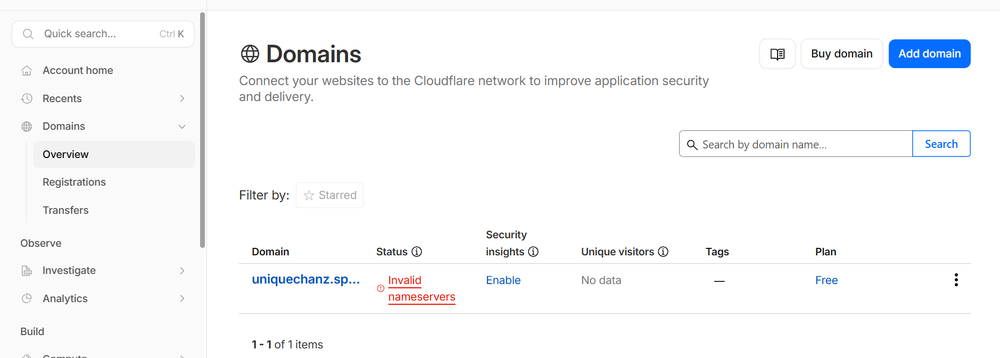 Quick search...
Ctrl K
Account home
Recents
Domains
Overview
Registrations
Transfers
Observe
Investigate
Analytics
Build
Domains
Connect your websites to the Cloudflare network to improve application security
and delivery.
Buy domain
Add domain
Search by domain name...
Search
Filter by:
Starred
Domain
Status
Security
insights
Unique visitors
Tags
Plan
uniquechanz.sp...
Invalid
nameservers
Enable
No data
—
Free
1 - 1 of 1 items